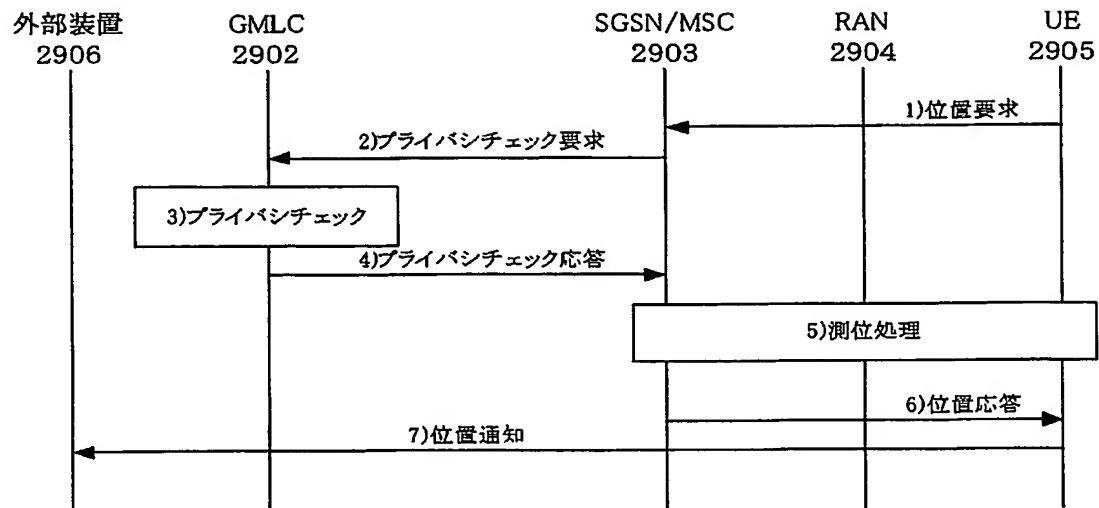 外部装置 GMLC SGSN/MSC RAN UE
2906 2902 2903 2904 2905
1)位置要求
2)プライバシチェック要求
3)プライバシチェック
4)プライバシチェック応答
5)測位処理
6)位置応答
7)位置通知